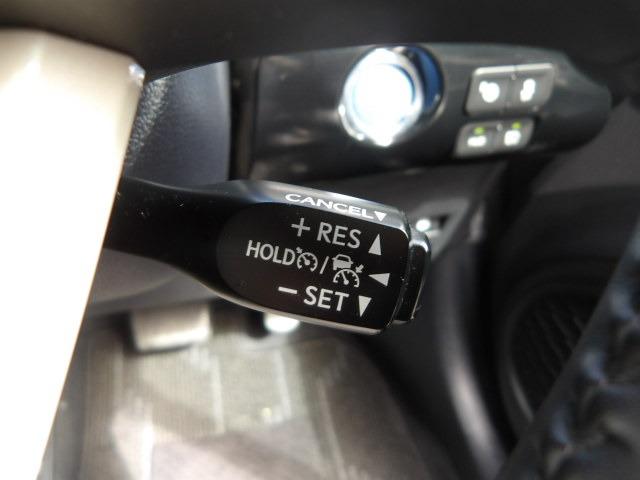 CANCEL▼
+ RES ▲
HOLD / ◀
− SET ▼